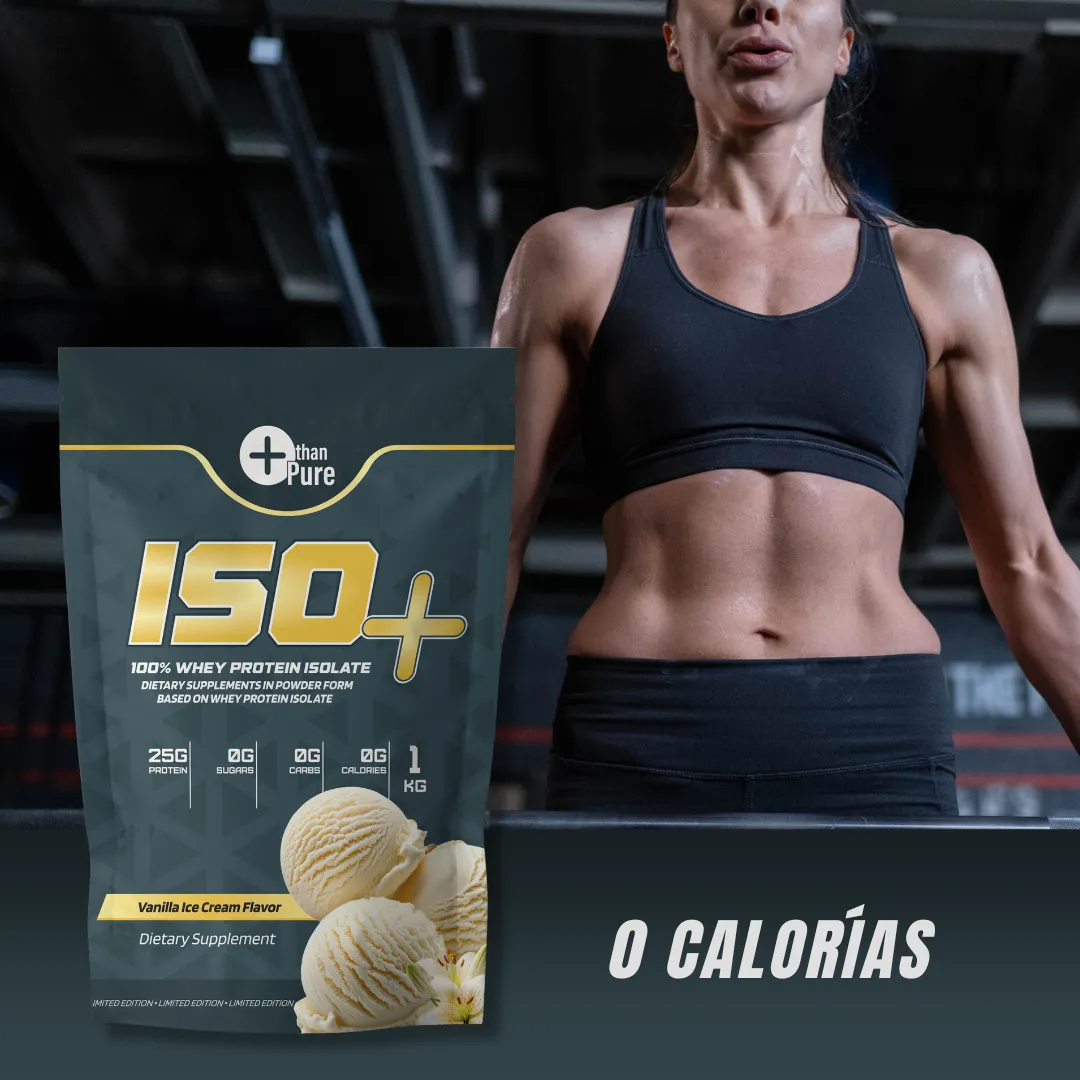 than
Pure
ISO+
100% WHEY PROTEIN ISOLATE
DIETARY SUPPLEMENTS IN POWDER FORM
BASED ON WHEY PROTEIN ISOLATE
25G 0G 0G 0G 1
PROTEIN SUGARS CARBS CALORIES KG
Vanilla Ice Cream Flavor
Dietary Supplement
IMITED EDITION • LIMITED EDITION • LIMITED EDITION
THE
0 CALORÍAS